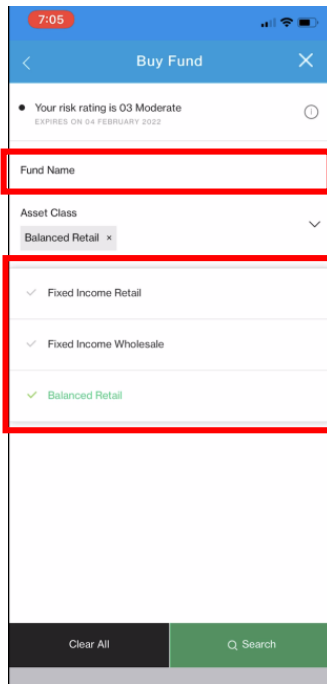 7:05
Buy Fund
Your risk rating is 03 Moderate
EXPIRES ON 04 FEBRUARY 2022
Fund Name
Asset Class
Balanced Retail ×
Fixed Income Retail
Fixed Income Wholesale
Balanced Retail
Clear All
Search